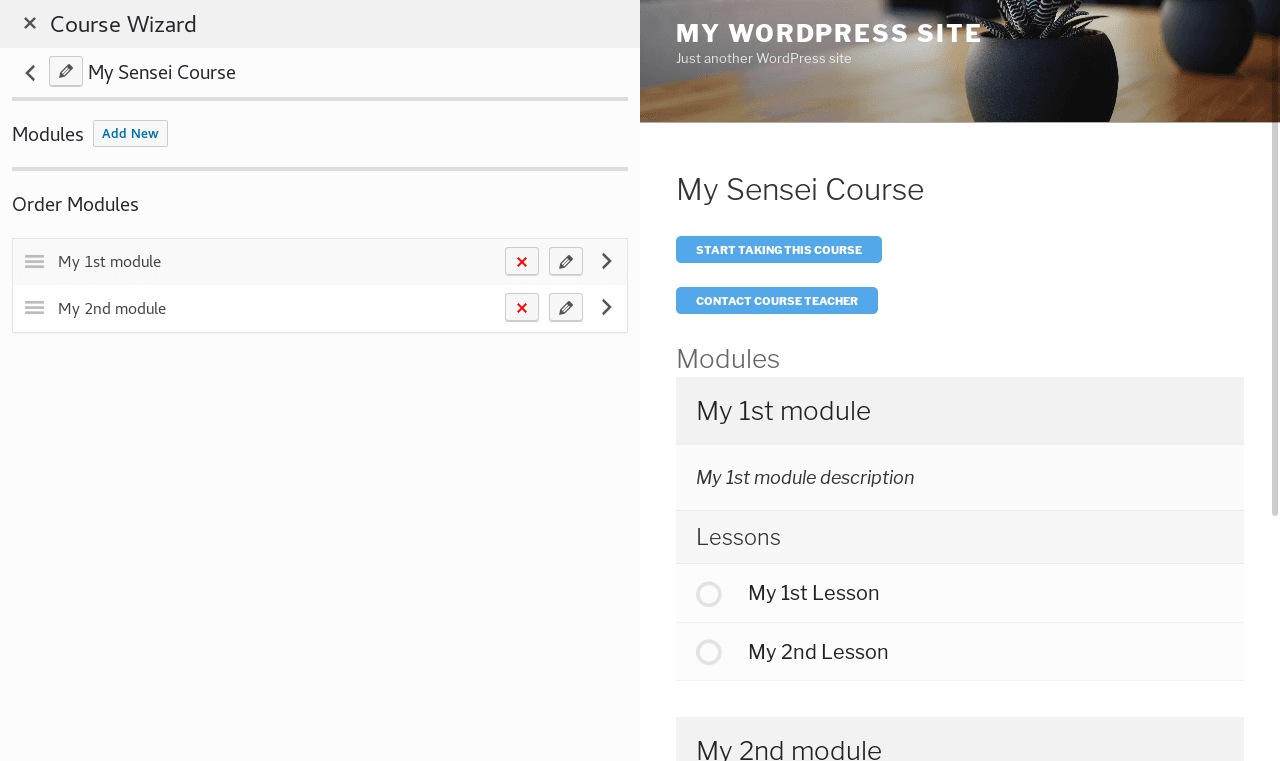 Course Wizard
My Sensei Course
Modules Add New
Order Modules
My 1st module
My 2nd module
MY WORDPRESS SITE
Just another WordPress site
My Sensei Course
START TAKING THIS COURSE
CONTACT COURSE TEACHER
Modules
My 1st module
My 1st module description
Lessons
My 1st Lesson
My 2nd Lesson
My 2nd module